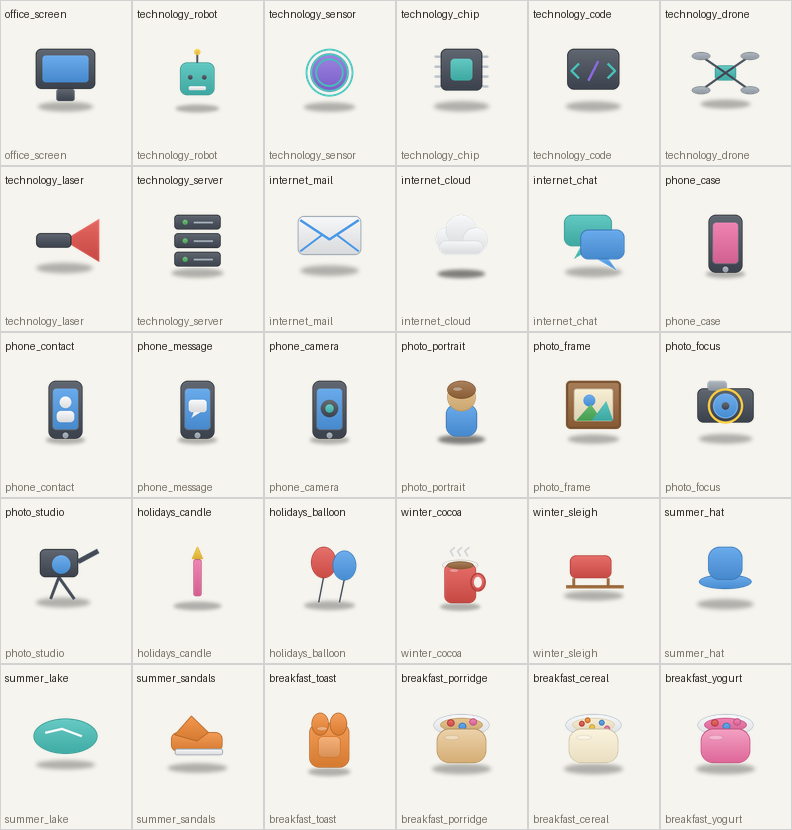 office_screen technology_robot technology_sensor technology_chip technology_code technology_drone
office_screen technology_robot technology_sensor technology_chip technology_code technology_drone
technology_laser technology_server internet_mail internet_cloud internet_chat phone_case
technology_laser technology_server internet_mail internet_cloud internet_chat phone_case
phone_contact phone_message phone_camera photo_portrait photo_frame photo_focus
phone_contact phone_message phone_camera photo_portrait photo_frame photo_focus
photo_studio holidays_candle holidays_balloon winter_cocoa winter_sleigh summer_hat
photo_studio holidays_candle holidays_balloon winter_cocoa winter_sleigh summer_hat
summer_lake summer_sandals breakfast_toast breakfast_porridge breakfast_cereal breakfast_yogurt
summer_lake summer_sandals breakfast_toast breakfast_porridge breakfast_cereal breakfast_yogurt